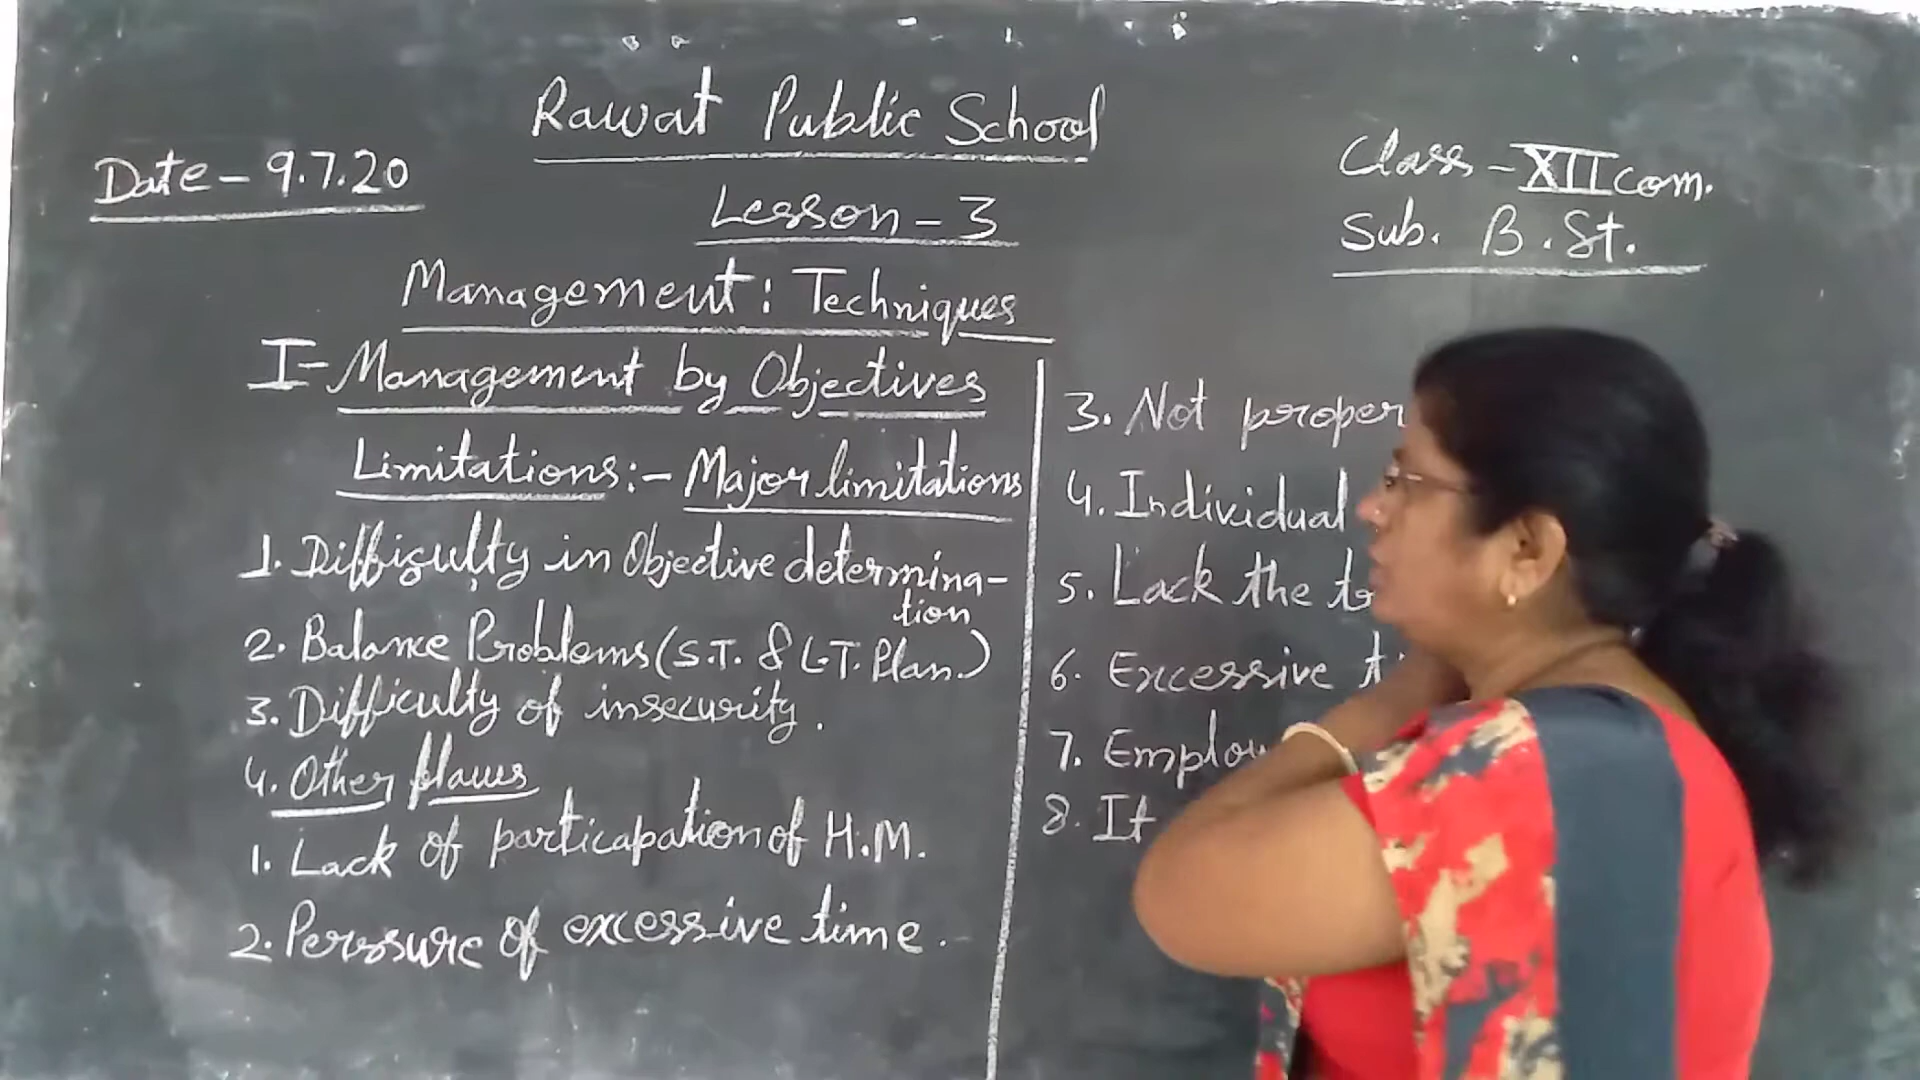 Rawat Public School
Date - 9.7.20
Class - XII com.
Sub. B.St.
Lesson - 3
Management: Techniques
I- Management by Objectives
Limitations:- Major limitations
1. Difficulty in Objective determina-
tion
2. Balance Problems (S.T. & L.T. Plan.)
3. Difficulty of insecurity.
4. Other flaws
1. Lack of particapation of H.M.
2. Perssure of excessive time.
3. Not proper
4. Individual
5. Lack the
6. Excessive
7.
8. It